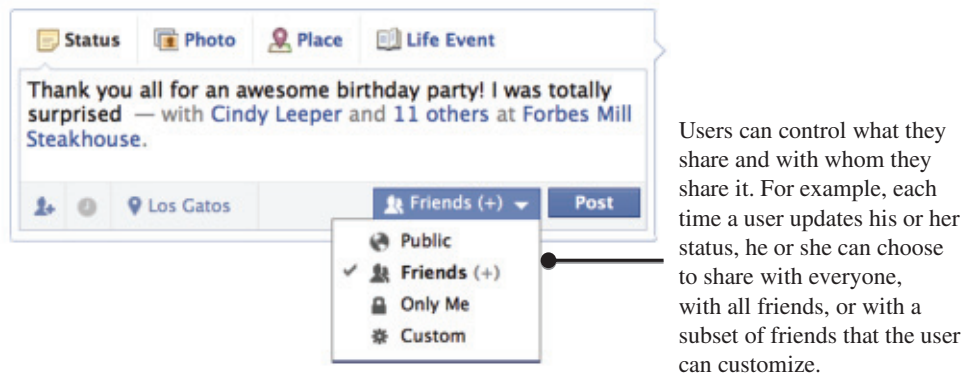 Status Photo Place Life Event
Thank you all for an awesome birthday party! I was totally
surprised — with Cindy Leeper and 11 others at Forbes Mill
Steakhouse.
Los Gatos Friends (+) Post
Public
Friends (+)
Only Me
Custom
Users can control what they
share and with whom they
share it. For example, each
time a user updates his or her
status, he or she can choose
to share with everyone,
with all friends, or with a
subset of friends that the user
can customize.